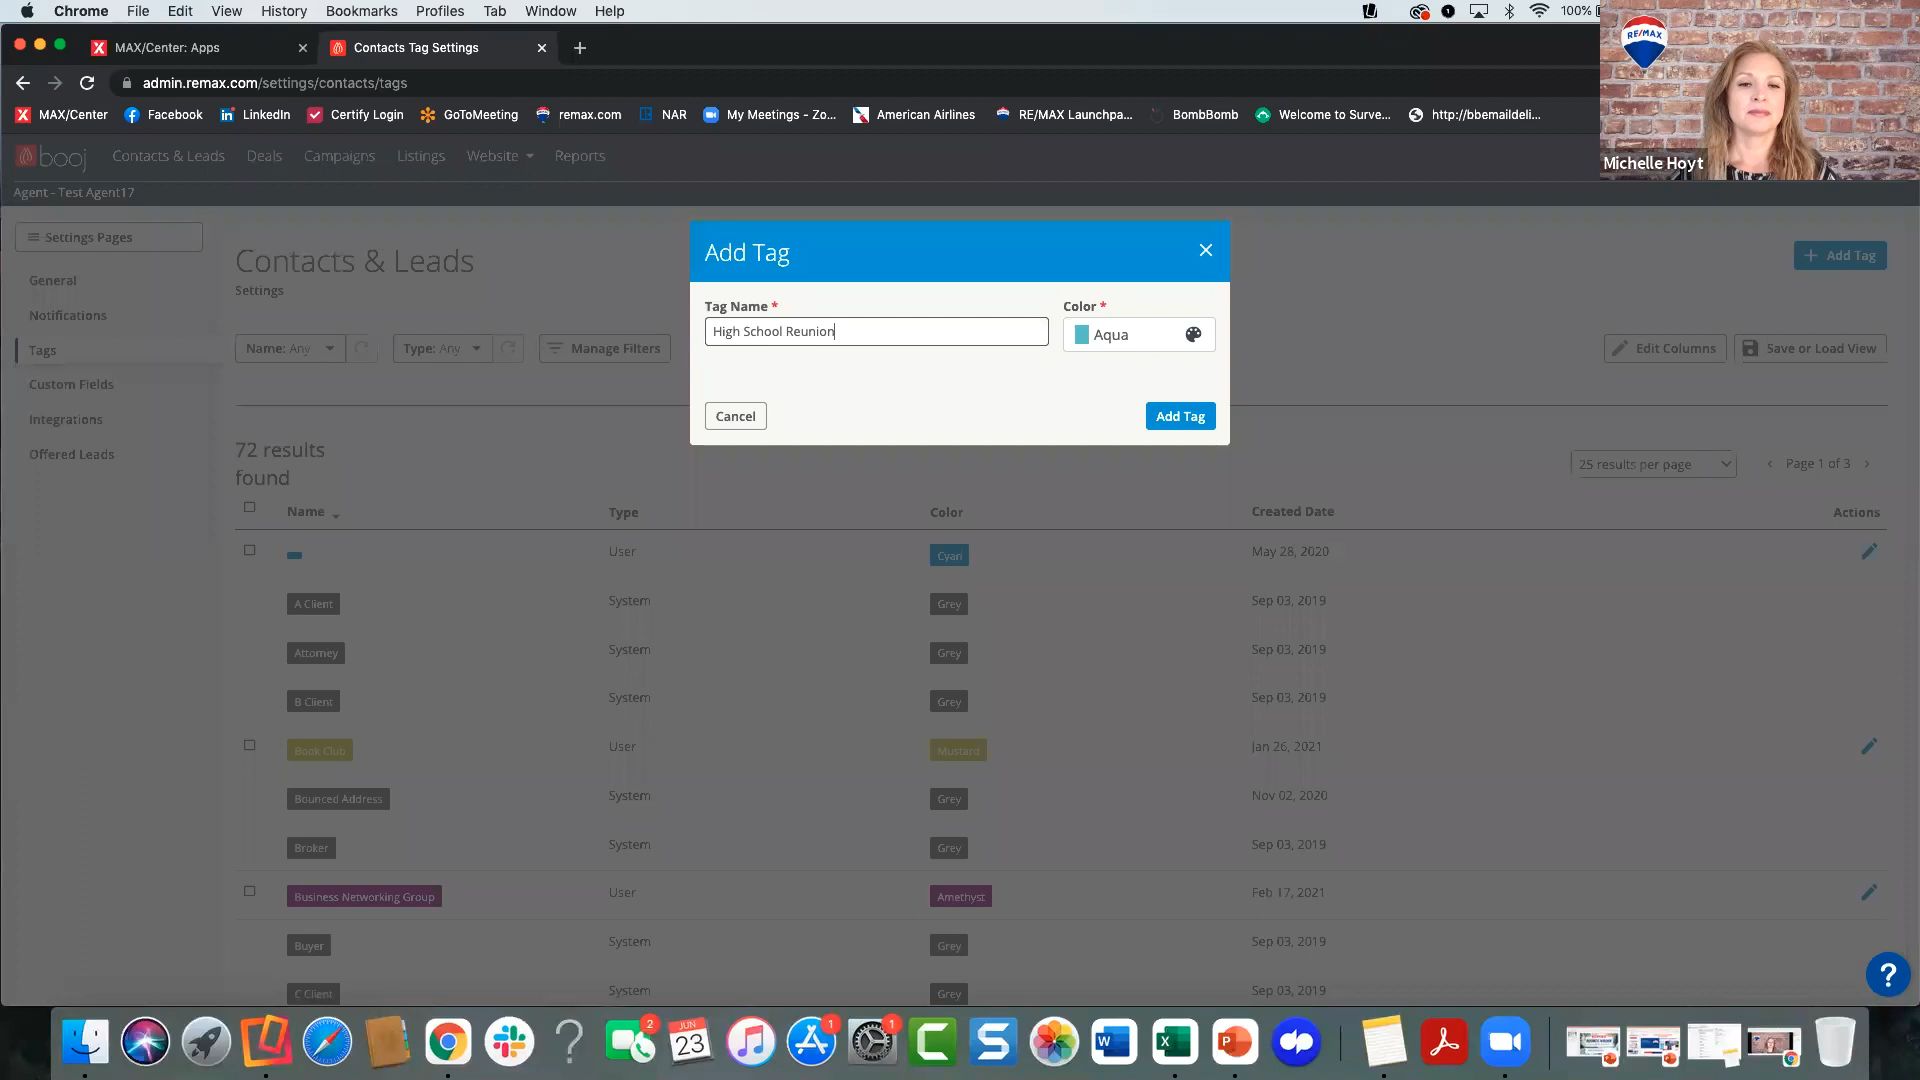 Chrome File Edit View History Bookmarks Profiles Tab Window Help
100%
MAX/Center: Apps
Contacts Tag Settings
admin.remax.com/settings/contacts/tags
MAX/Center
Facebook
LinkedIn
Certify Login
GoToMeeting
remax.com
NAR
My Meetings - Zo...
American Airlines
RE/MAX Launchpa...
BombBomb
Welcome to Surve...
http://bbemaildeli...
RE/MAX
Michelle Hoyt
booj
Contacts & Leads
Deals
Campaigns
Listings
Website
Reports
Agent - Test Agent17
Settings Pages
General
Notifications
Tags
Custom Fields
Integrations
Offered Leads
Contacts & Leads
Settings
+ Add Tag
Name: Any
Type: Any
Manage Filters
Edit Columns
Save or Load View
Add Tag
Tag Name *
High School Reunion
Color *
Aqua
Cancel
Add Tag
72 results
found
25 results per page
Page 1 of 3
Name Type Color Created Date Actions
User Cyan May 28, 2020
A Client System Grey Sep 03, 2019
Attorney System Grey Sep 03, 2019
B Client System Grey Sep 03, 2019
Book Club User Mustard Jan 26, 2021
Bounced Address System Grey Nov 02, 2020
Broker System Grey Sep 03, 2019
Business Networking Group User Amethyst Feb 17, 2021
Buyer System Grey Sep 03, 2019
C Client System Grey Sep 03, 2019
?
2
JUN
23
1
1